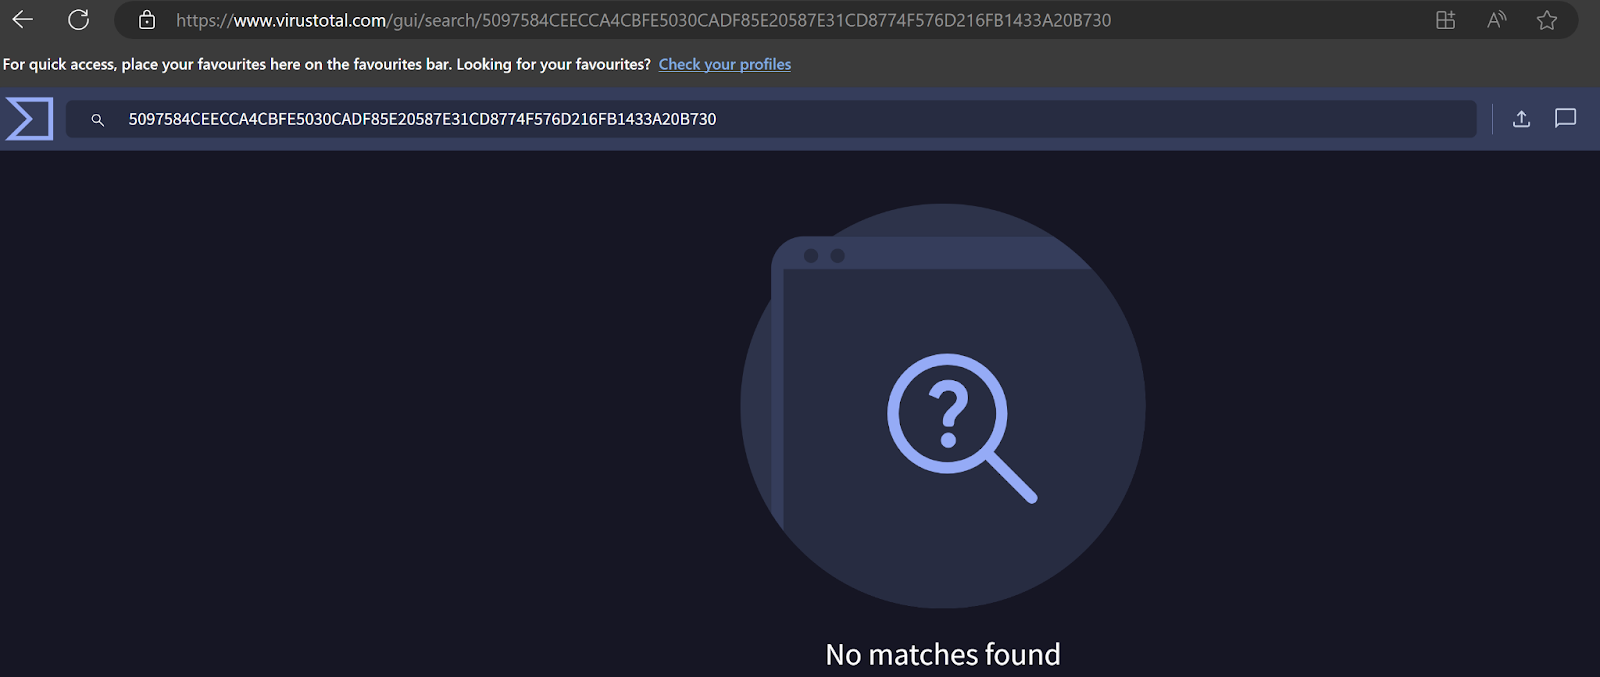 https://www.virustotal.com/gui/search/5097584CEECCA4CBFE5030CADF85E20587E31CD8774F576D216FB1433A20B730
For quick access, place your favourites here on the favourites bar. Looking for your favourites? Check your profiles
5097584CEECCA4CBFE5030CADF85E20587E31CD8774F576D216FB1433A20B730
No matches found